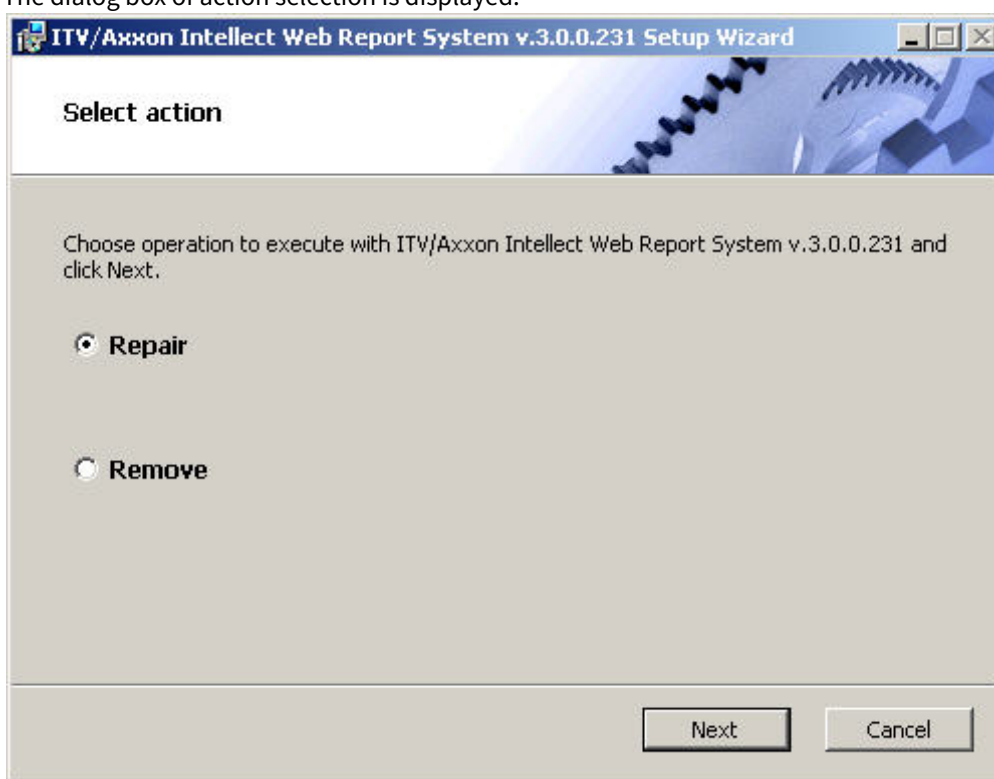 The dialog box of action selection is displayed.
ITV/Axxon Intellect Web Report System v.3.0.0.231 Setup Wizard
Select action
Choose operation to execute with ITV/Axxon Intellect Web Report System v.3.0.0.231 and
click Next.
Repair
Remove
Next
Cancel